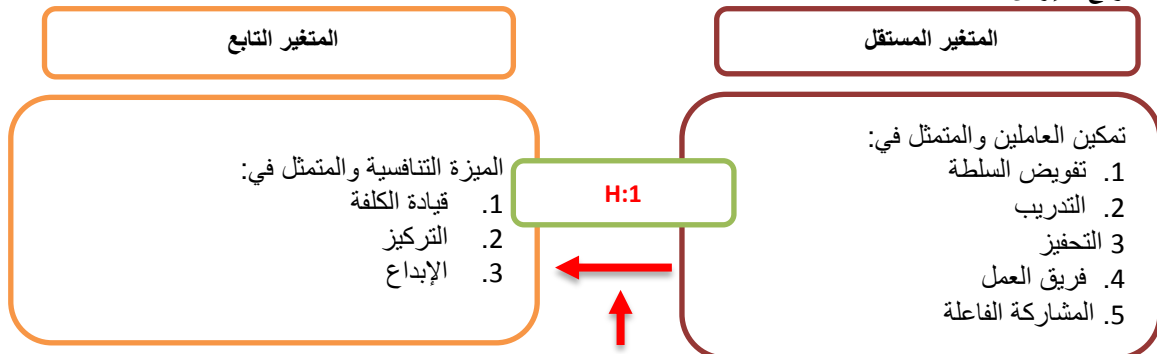 المتغير المستقل
المتغير التابع
تمكين العاملين والمتمثل في:
1. تفويض السلطة
2. التدريب
3 التحفيز
4. فريق العمل
5. المشاركة الفاعلة
H:1
الميزة التنافسية والمتمثل في:
1. قيادة الكلفة
2. التركيز
3. الإبداع